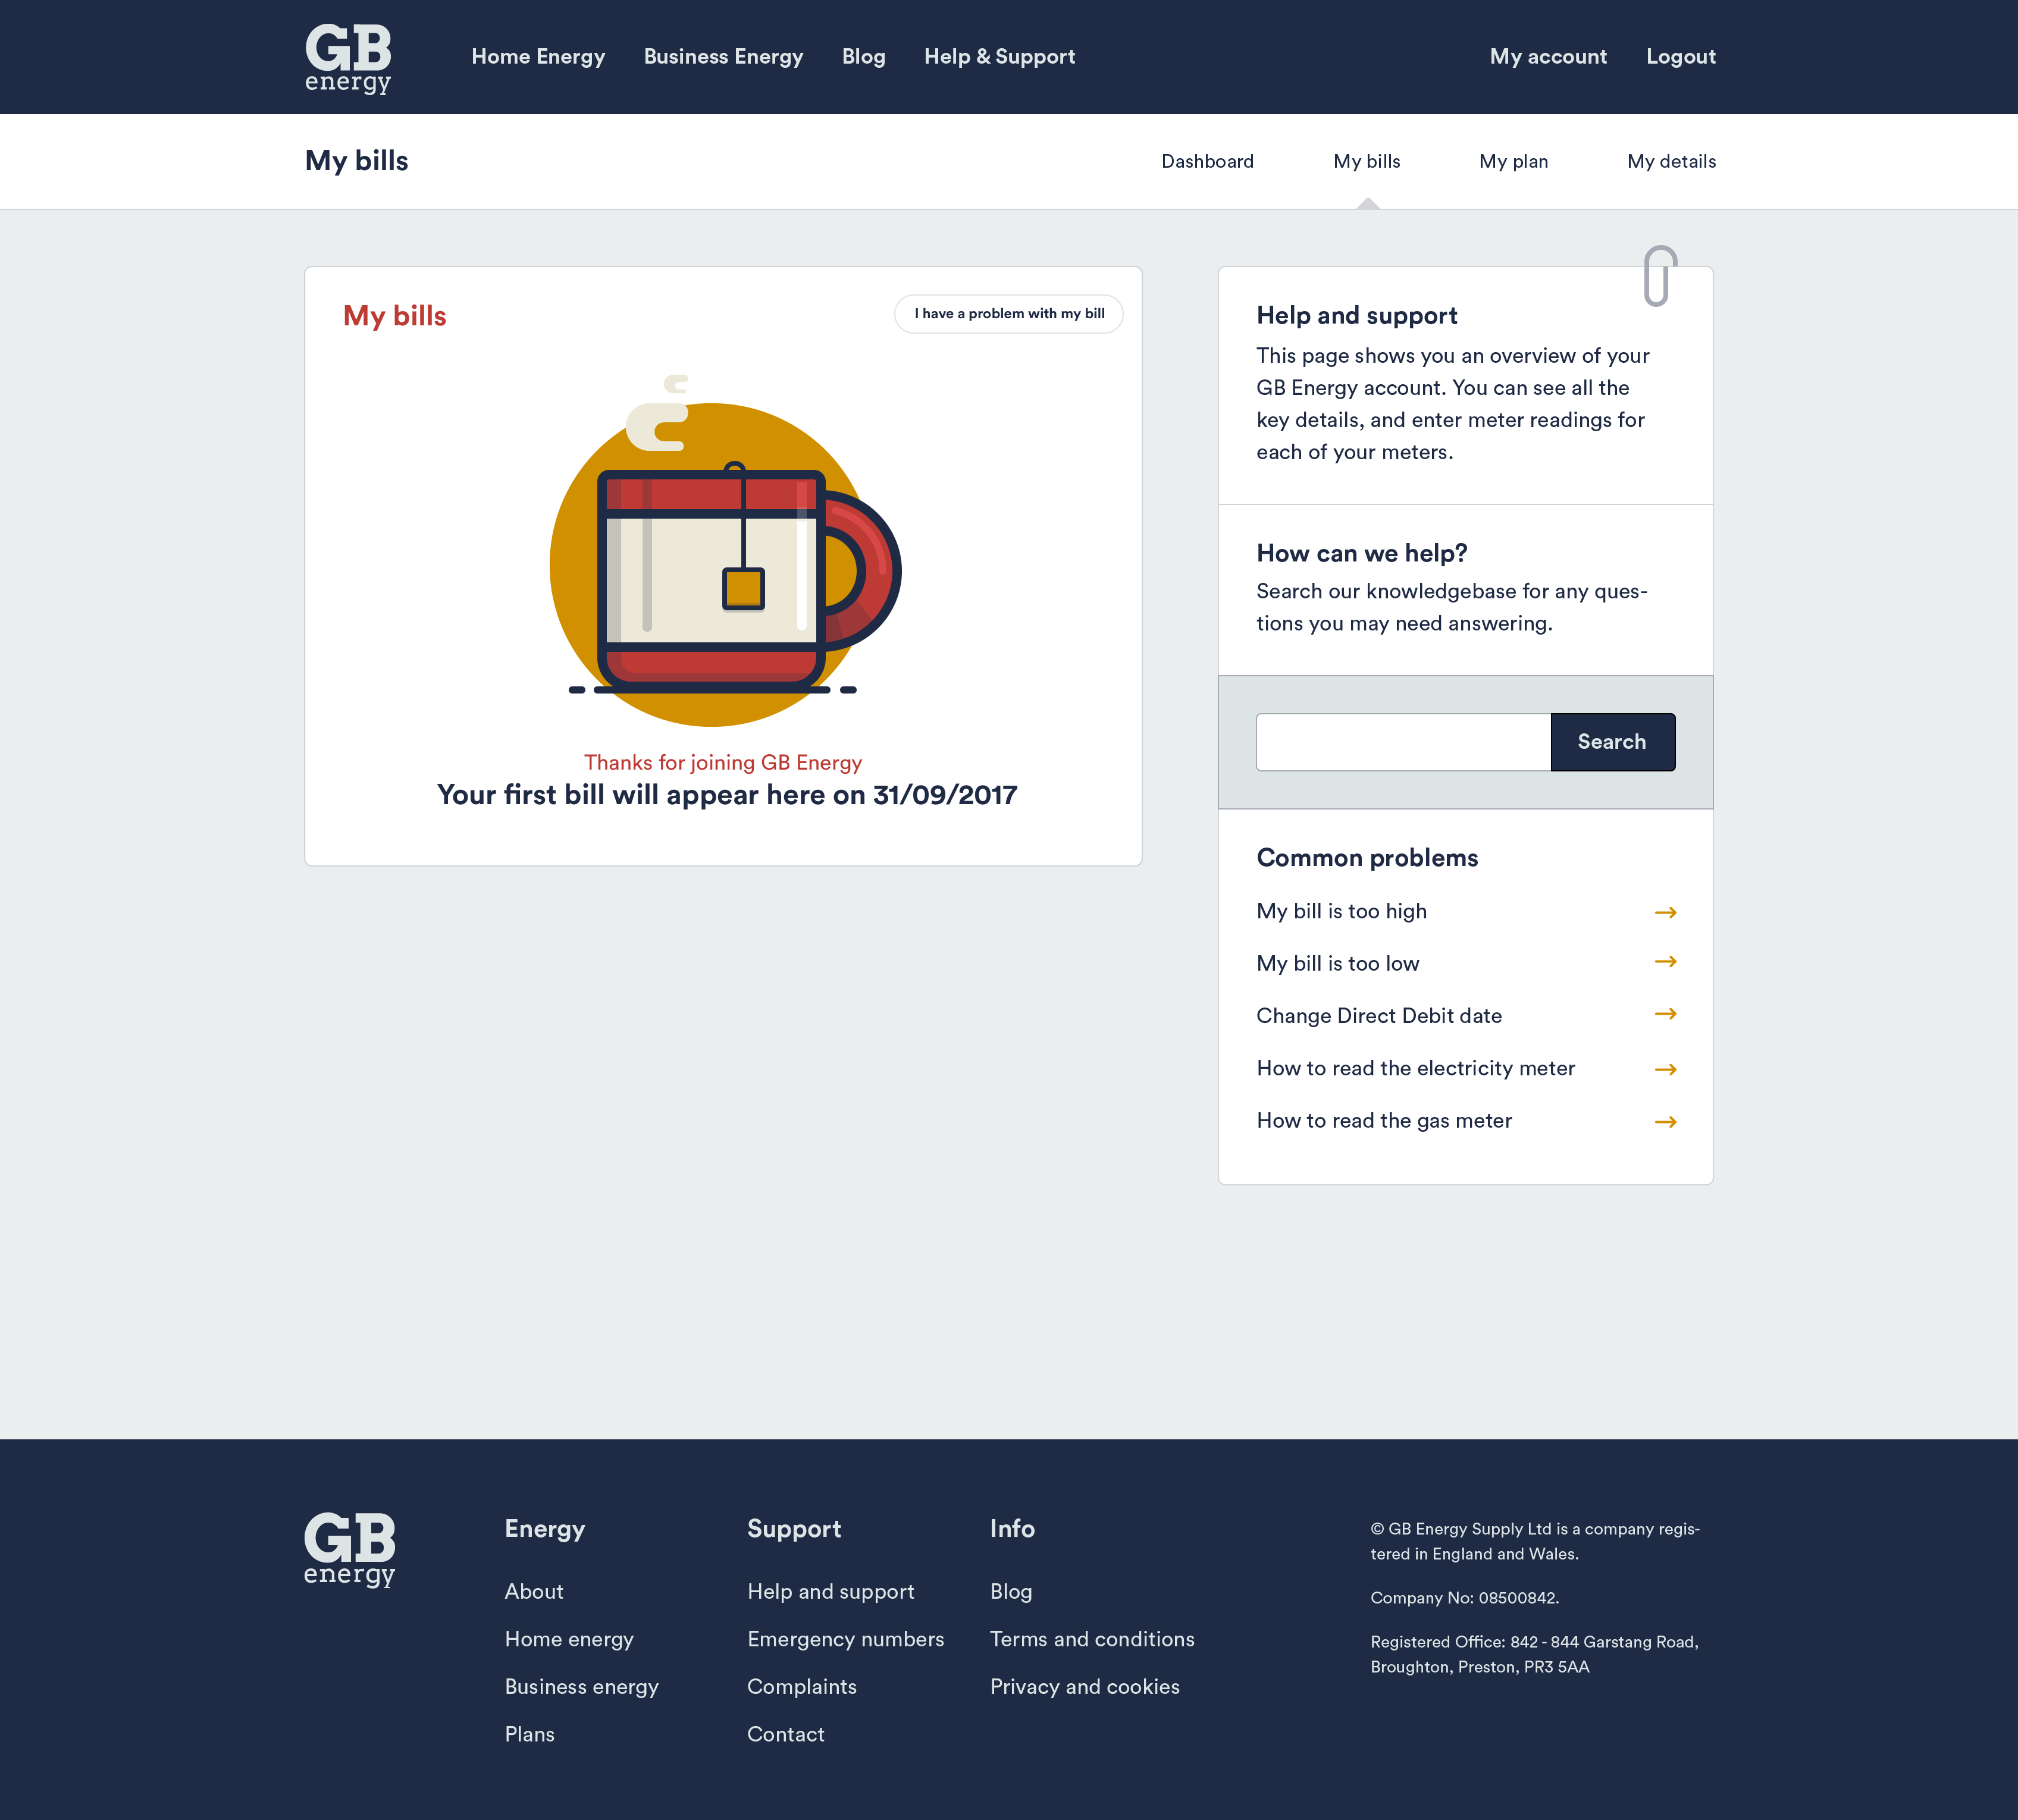 GB
energy
Home Energy
Business Energy
Blog
Help & Support
My account
Logout
My bills
Dashboard
My bills
My plan
My details
My bills
I have a problem with my bill
Thanks for joining GB Energy
Your first bill will appear here on 31/09/2017
Help and support
This page shows you an overview of your
GB Energy account. You can see all the
key details, and enter meter readings for
each of your meters.
How can we help?
Search our knowledgebase for any ques-
tions you may need answering.
Search
Common problems
My bill is too high
My bill is too low
Change Direct Debit date
How to read the electricity meter
How to read the gas meter
GB
energy
Energy
About
Home energy
Business energy
Plans
Support
Help and support
Emergency numbers
Complaints
Contact
Info
Blog
Terms and conditions
Privacy and cookies
© GB Energy Supply Ltd is a company regis-
tered in England and Wales.
Company No: 08500842.
Registered Office: 842 - 844 Garstang Road,
Broughton, Preston, PR3 5AA